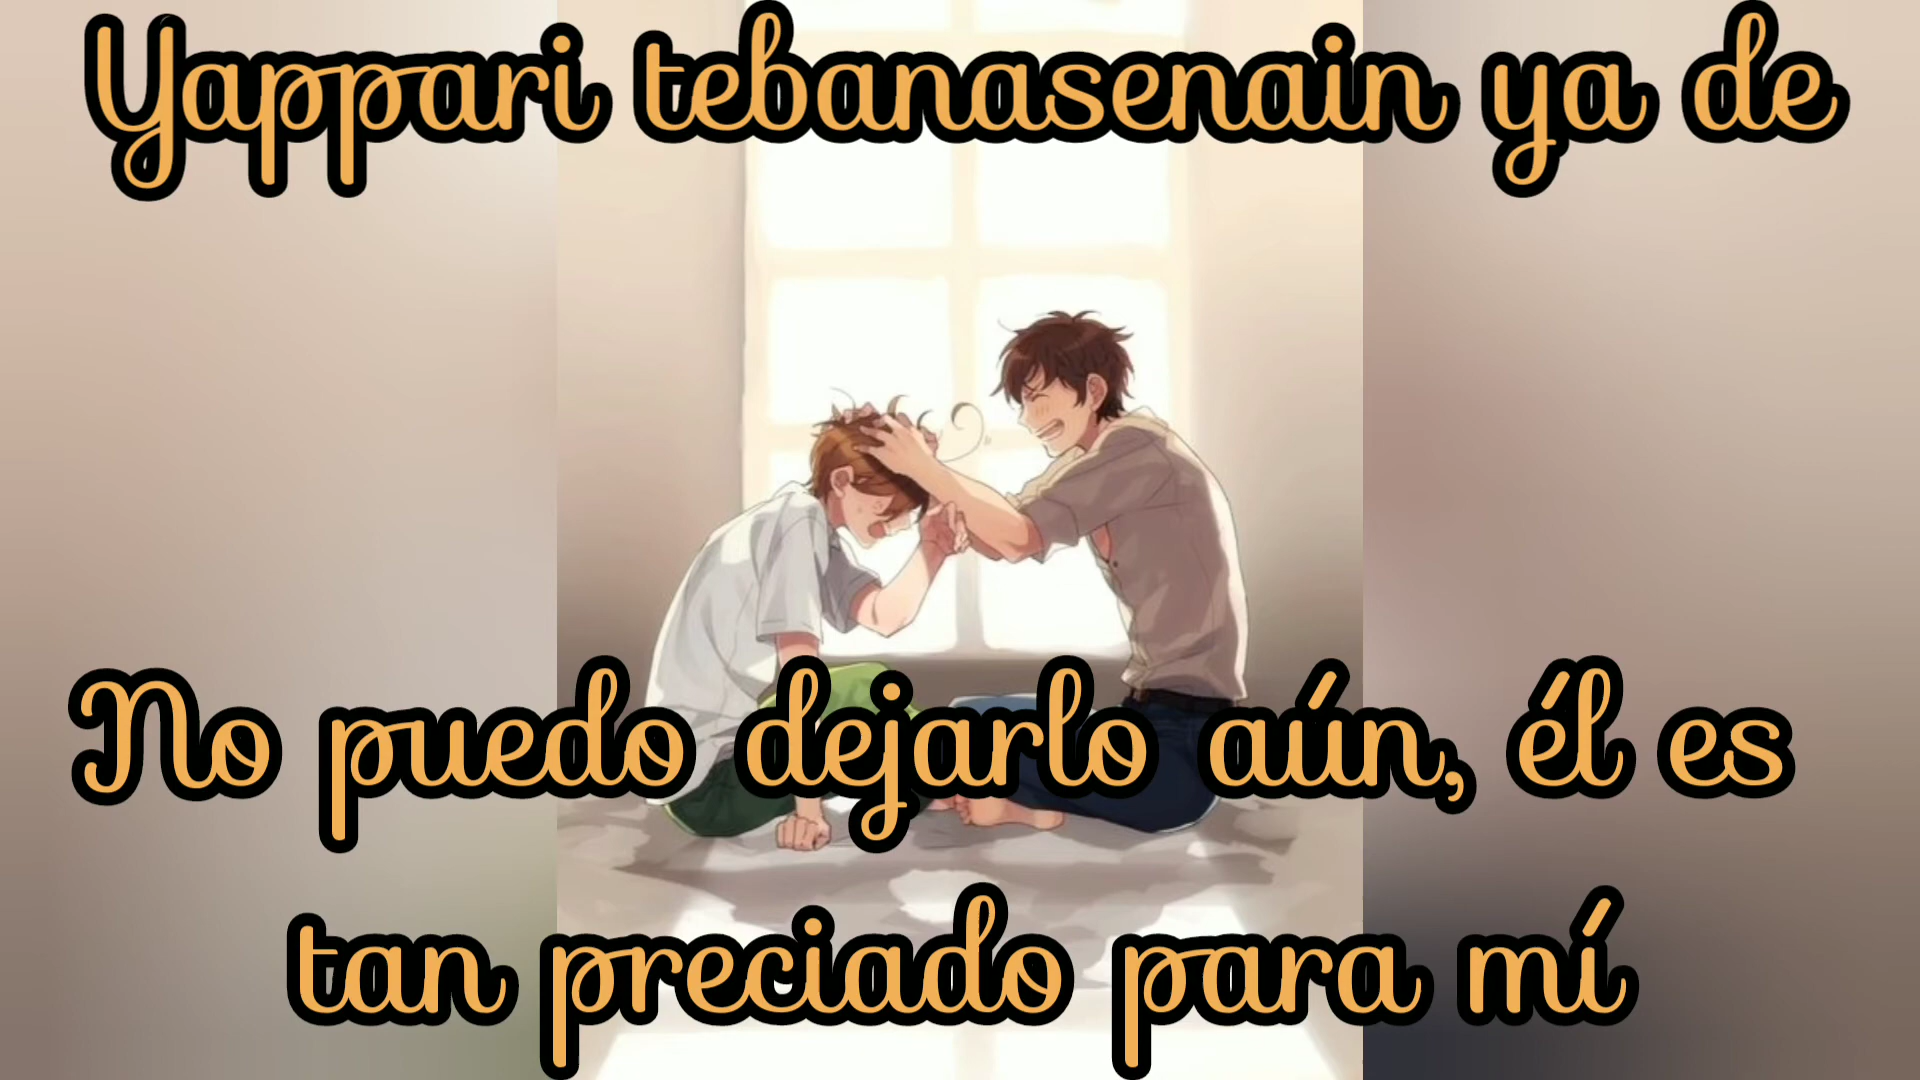 Yappari tebanasenain ya de
No puedo dejarlo aún, él es
tan preciado para mí